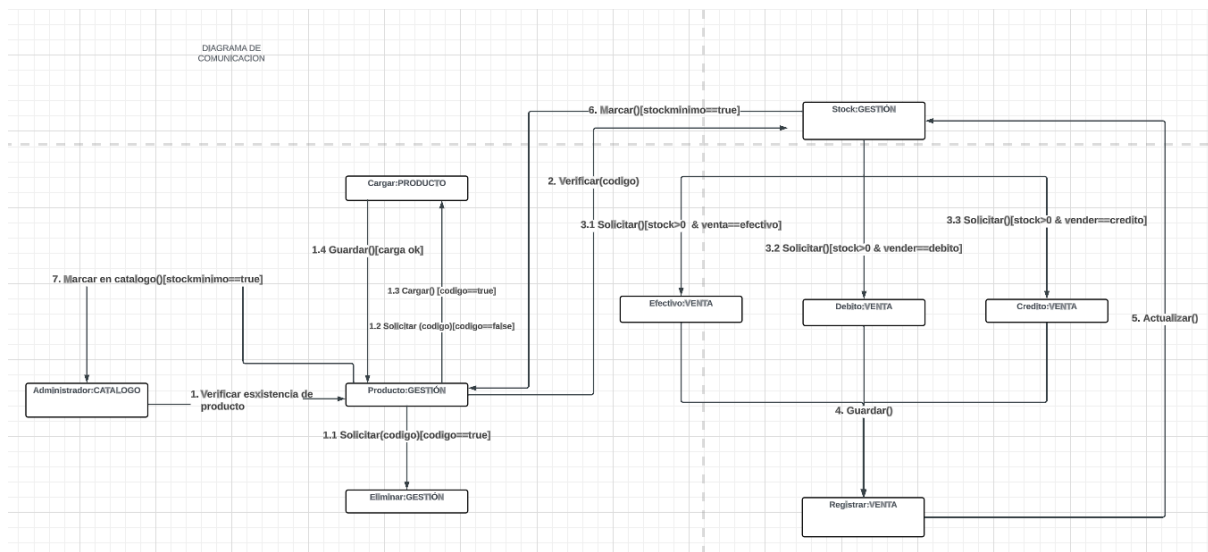 DIAGRAMA DE
COMUNICACION
6. Marcar()[stockminimo==true]
Stock:GESTIÓN
Cargar:PRODUCTO
2. Verificar(codigo)
3.1 Solicitar()[stock>0 & venta==efectivo]
3.3 Solicitar()[stock>0 & vender==credito]
1.4 Guardar()[carga ok]
3.2 Solicitar()[stock>0 & vender==debito]
7. Marcar en catalogo()[stockminimo==true]
1.3 Cargar() [codigo==true]
Efectivo:VENTA
Debito:VENTA
Credito:VENTA
5. Actualizar()
1.2 Solicitar (codigo)[codigo==false]
Administrador:CATALOGO
1. Verificar esxistencia de
producto
Producto:GESTIÓN
4. Guardar()
1.1 Solicitar(codigo)[codigo==true]
Eliminar:GESTIÓN
Registrar:VENTA